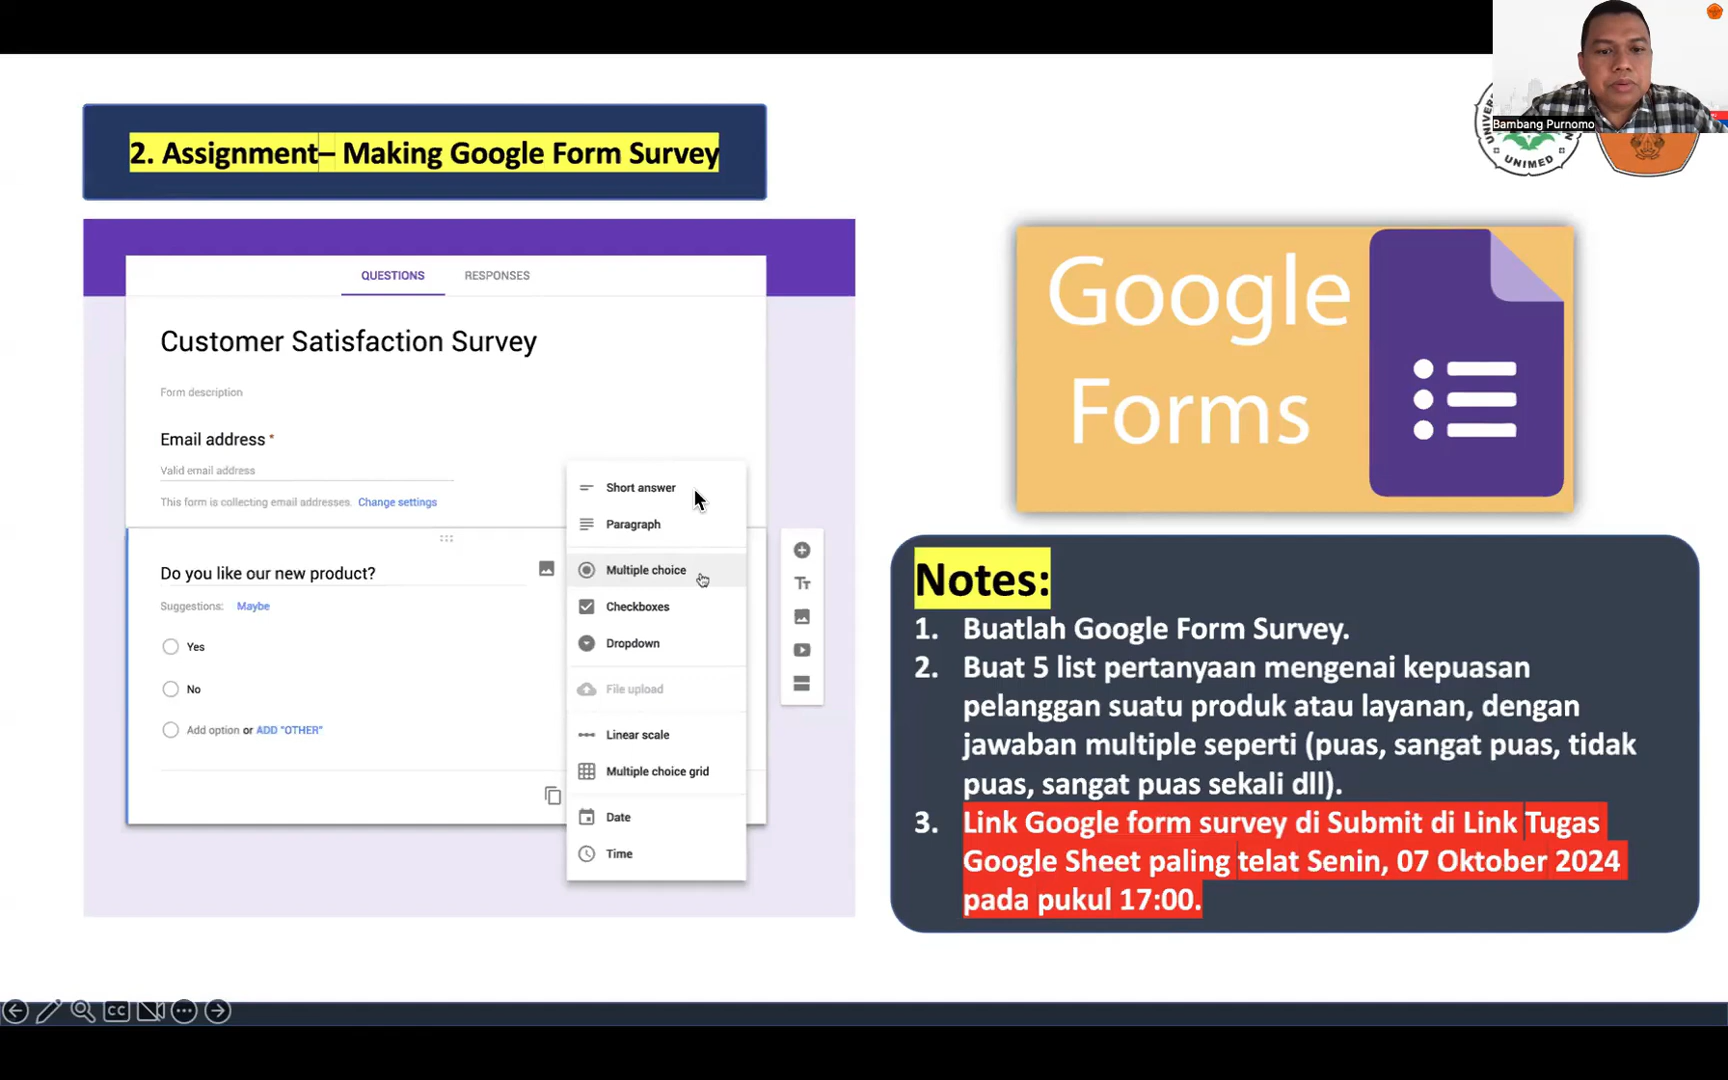 Bambang Purnomo
UNIMED
2. Assignment– Making Google Form Survey
QUESTIONS
RESPONSES
Customer Satisfaction Survey
Form description
Email address *
Valid email address
This form is collecting email addresses. Change settings
Do you like our new product?
Suggestions: Maybe
Yes
No
Add option or ADD "OTHER"
Short answer
Paragraph
Multiple choice
Checkboxes
Dropdown
File upload
Linear scale
Multiple choice grid
Date
Time
Tт
Google
Forms
Notes:
1. Buatlah Google Form Survey.
2. Buat 5 list pertanyaan mengenai kepuasan
pelanggan suatu produk atau layanan, dengan
jawaban multiple seperti (puas, sangat puas, tidak
puas, sangat puas sekali dll).
3. Link Google form survey di Submit di Link Tugas
Google Sheet paling telat Senin, 07 Oktober 2024
pada pukul 17:00.
CC